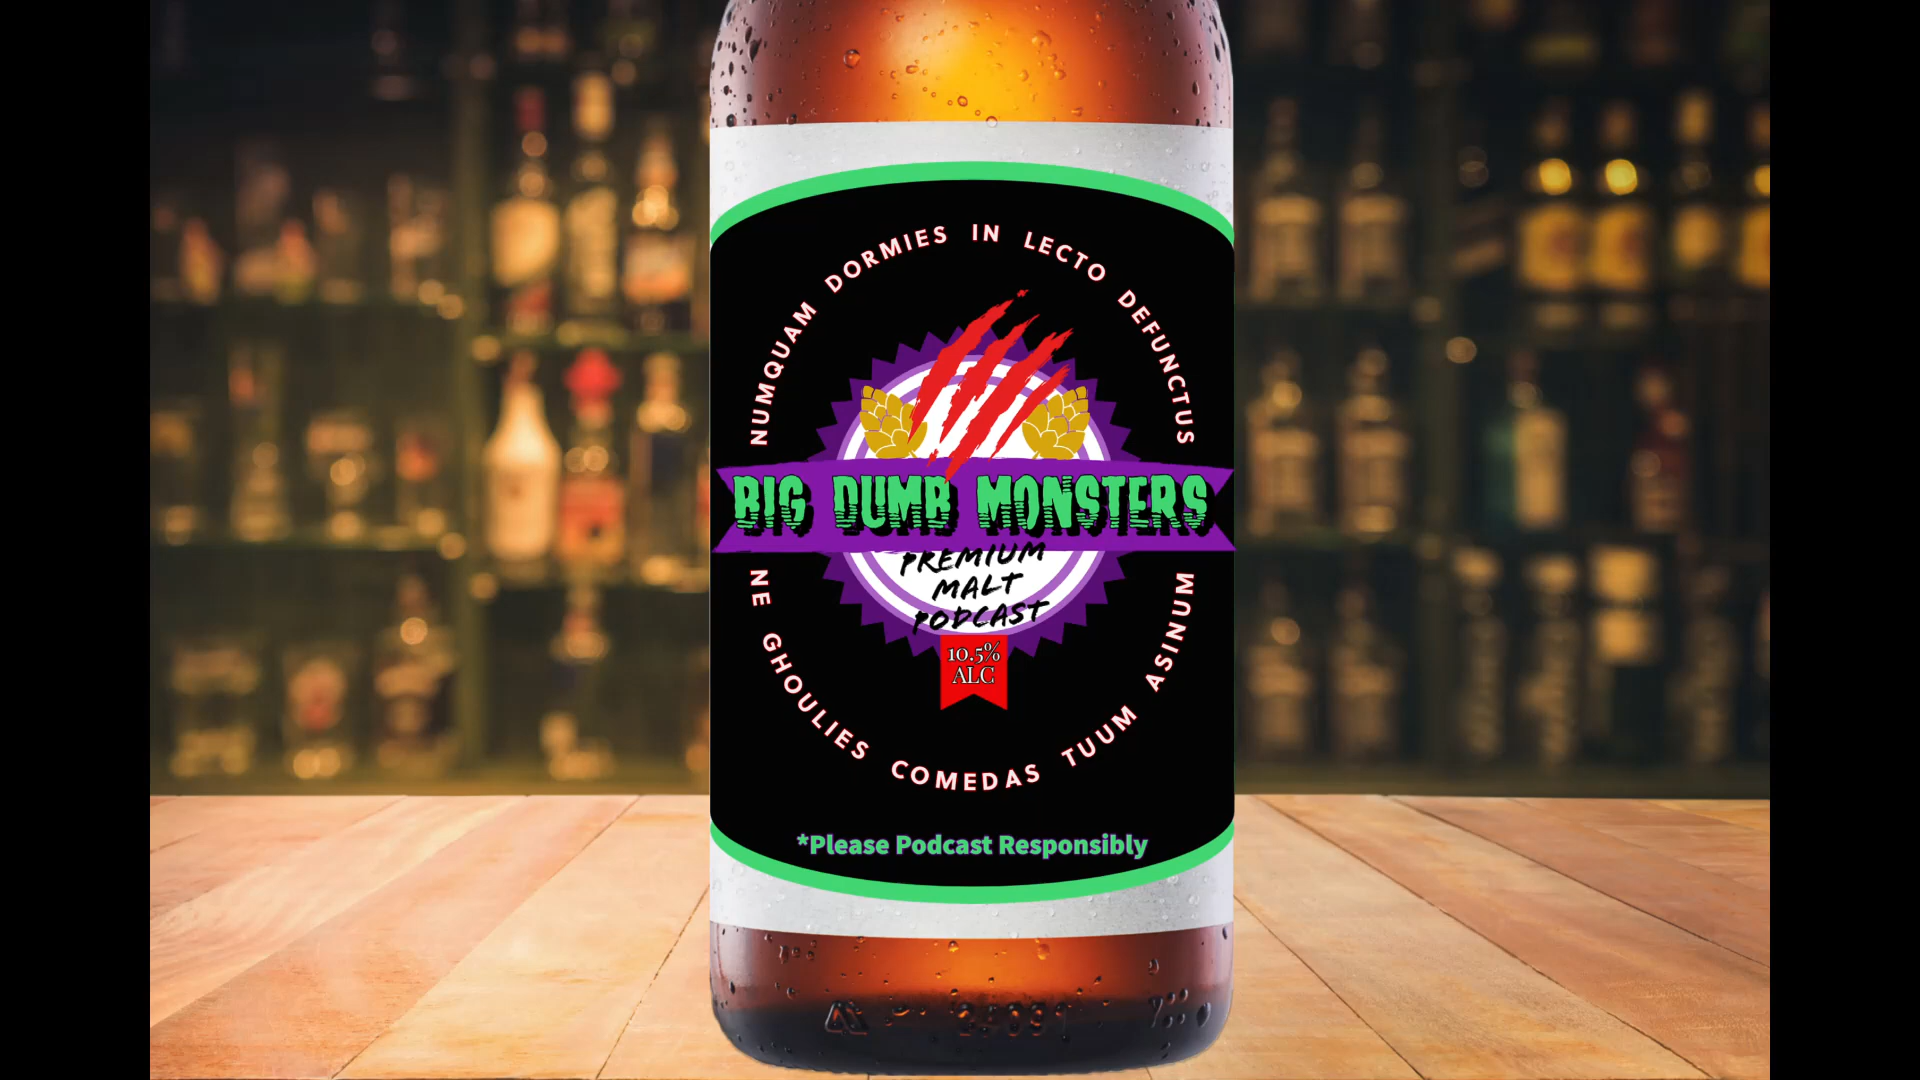 NUMQUAM DORMIES IN LECTO DEFUNCTUS
BIG DUMB MONSTERS
PREMIUM
MALT
PODCAST
10.5%
ALC
NE GHOULIES COMEDAS TUUM ASINUM
*Please Podcast Responsibly